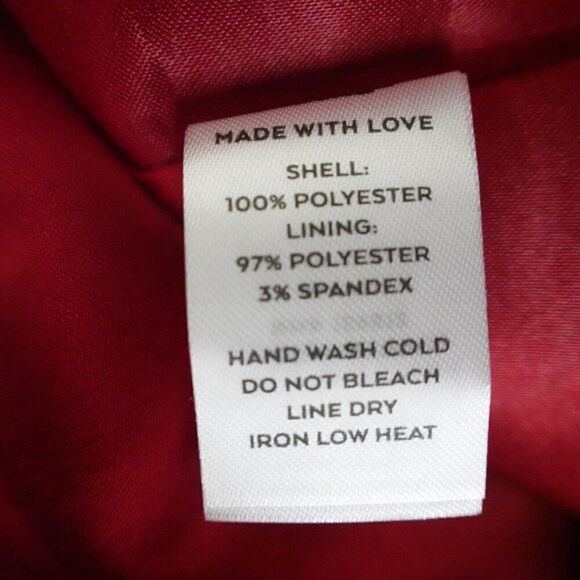 MADE WITH LOVE
SHELL:
100% POLYESTER
LINING:
97% POLYESTER
3% SPANDEX
HAND WASH COLD
DO NOT BLEACH
LINE DRY
IRON LOW HEAT